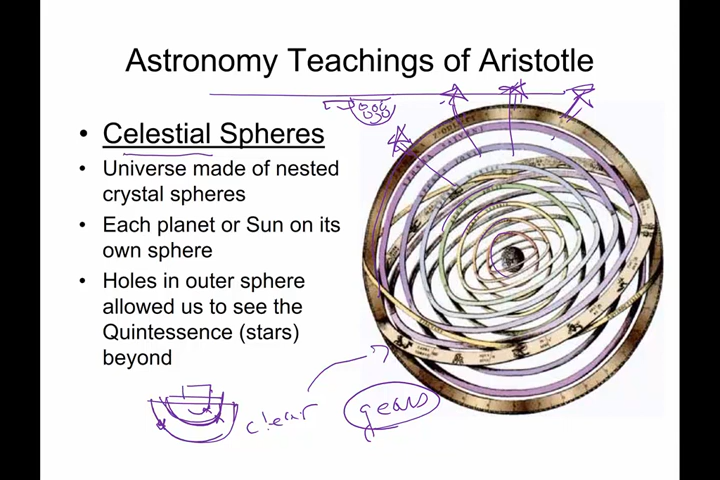 Astronomy Teachings of Aristotle
• Celestial Spheres
• Universe made of nested
crystal spheres
• Each planet or Sun on its
own sphere
• Holes in outer sphere
allowed us to see the
Quintessence (stars)
beyond
clear
gears